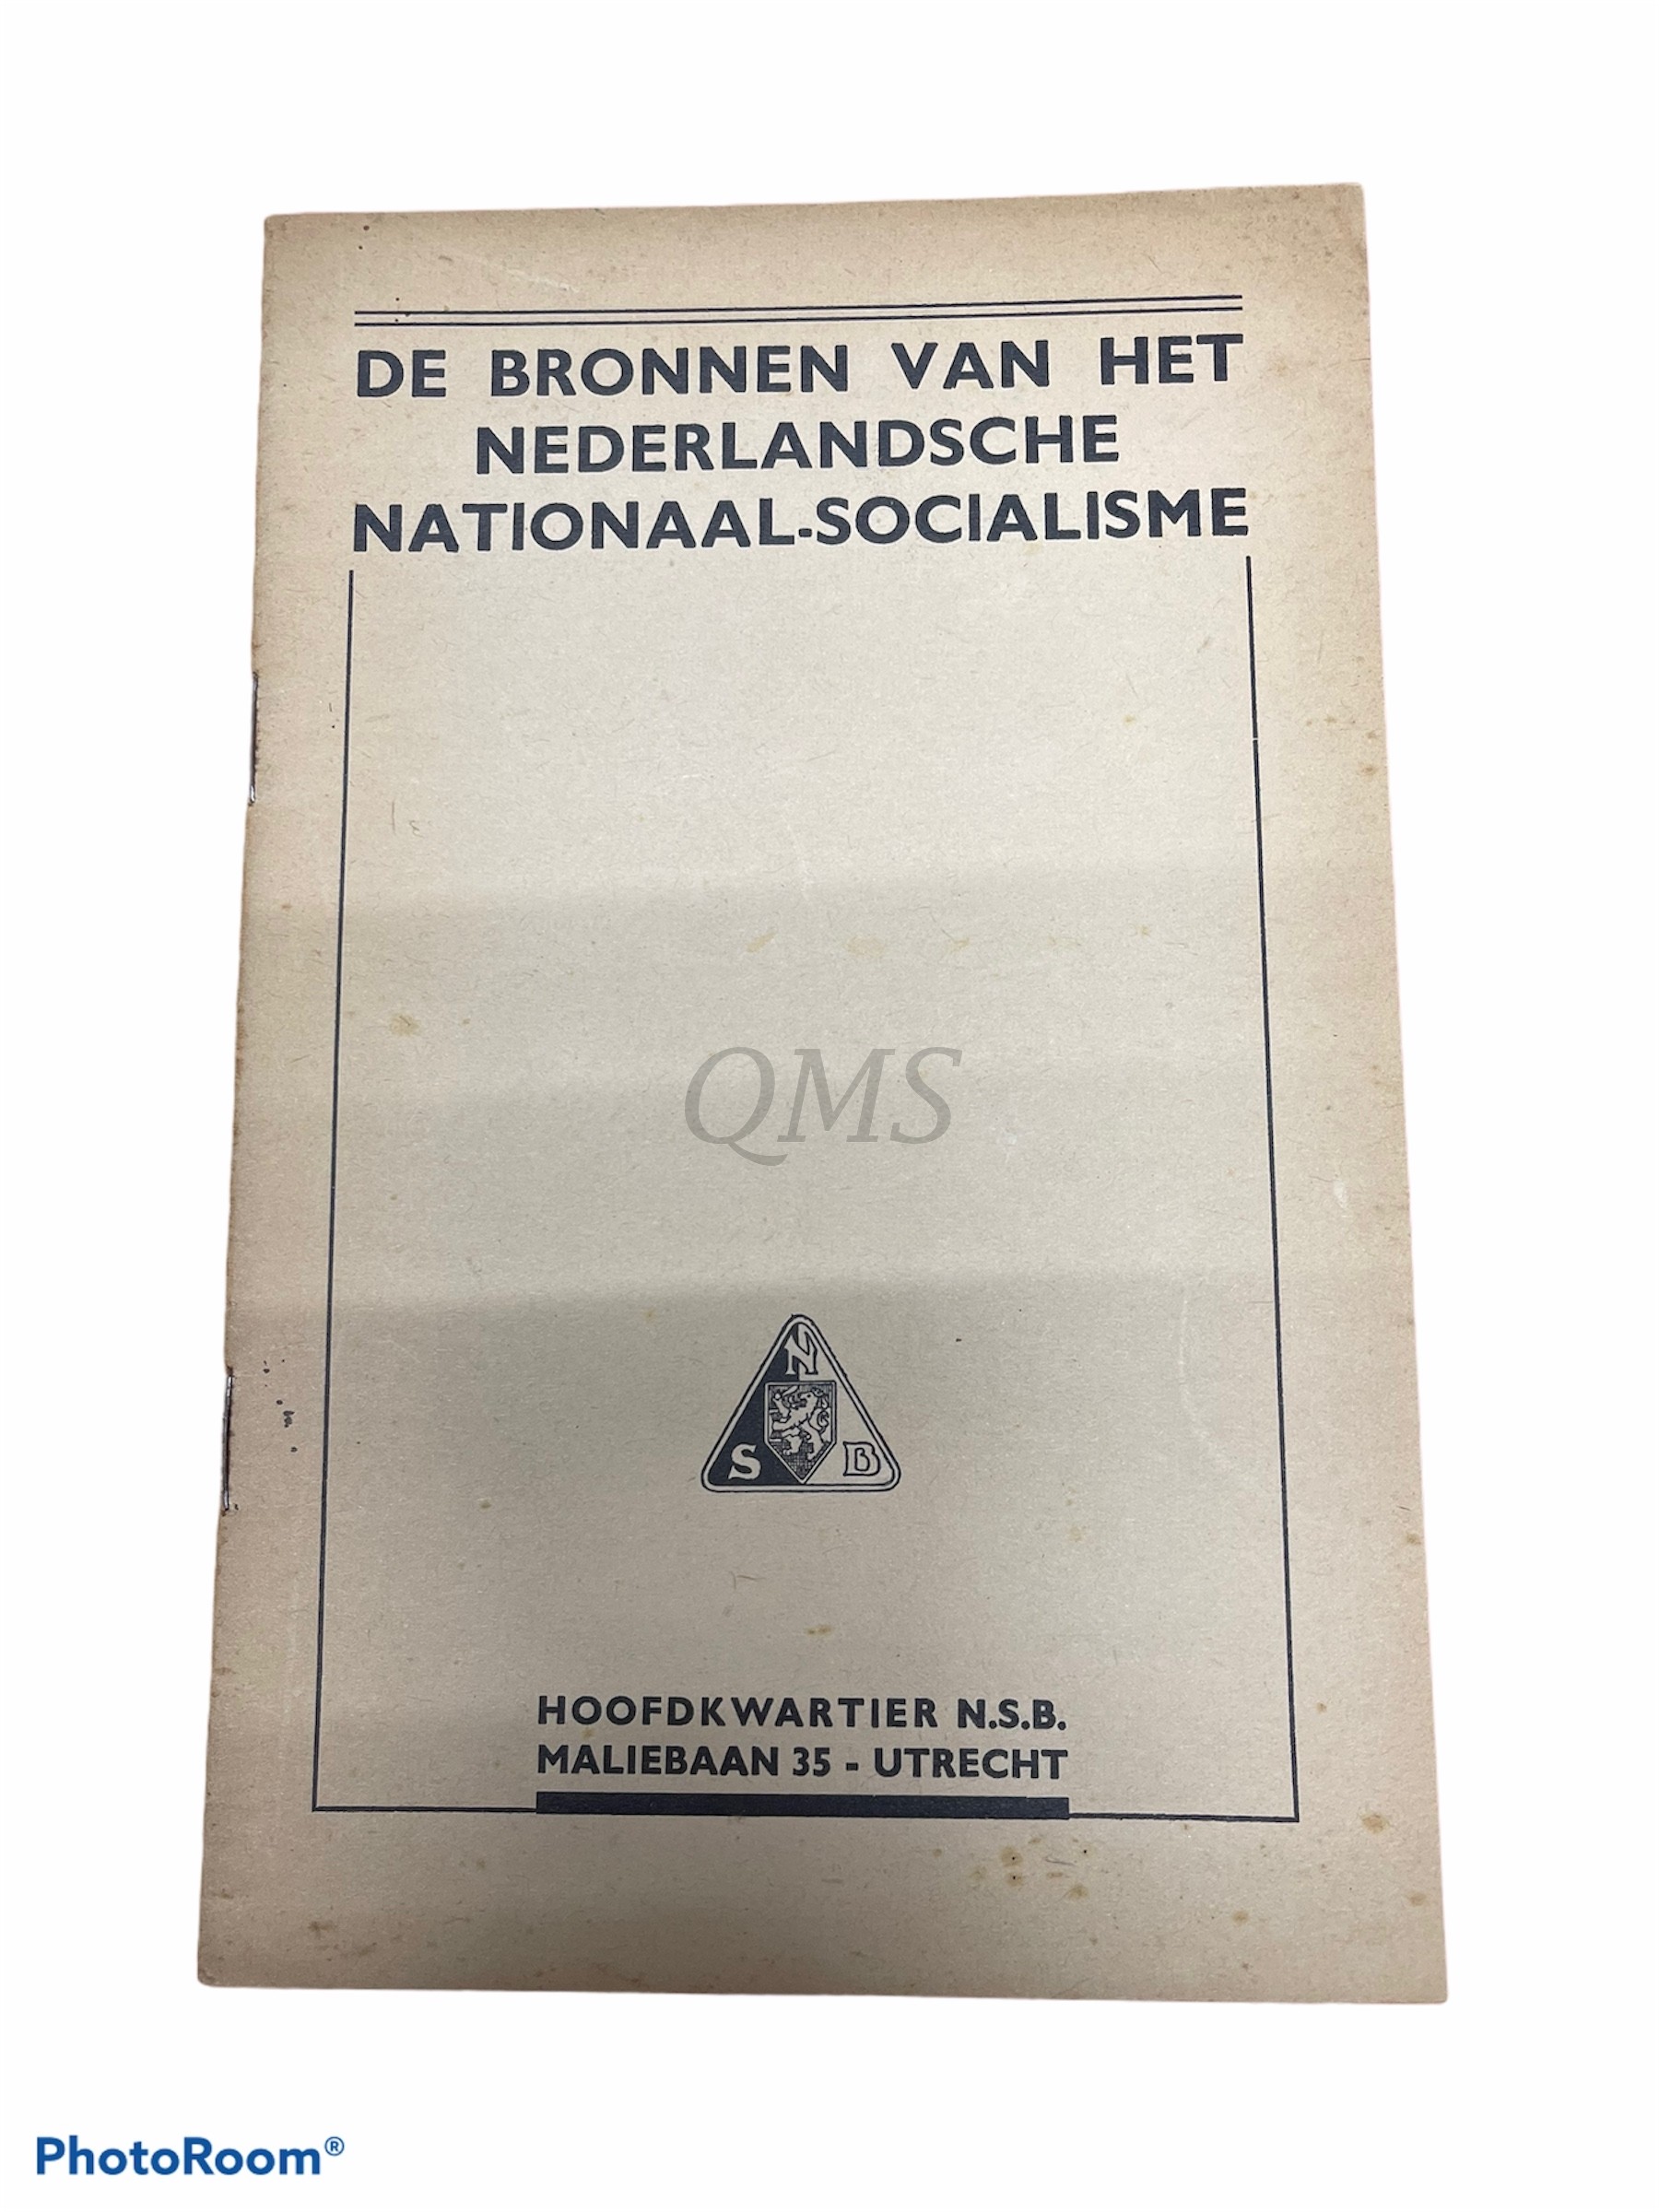 DE BRONNEN VAN HET
NEDERLANDSCHE
NATIONAAL-SOCIALISME
QMS
N
S B
HOOFDKWARTIER N.S.B.
MALIEBAAN 35 - UTRECHT
PhotoRoom®